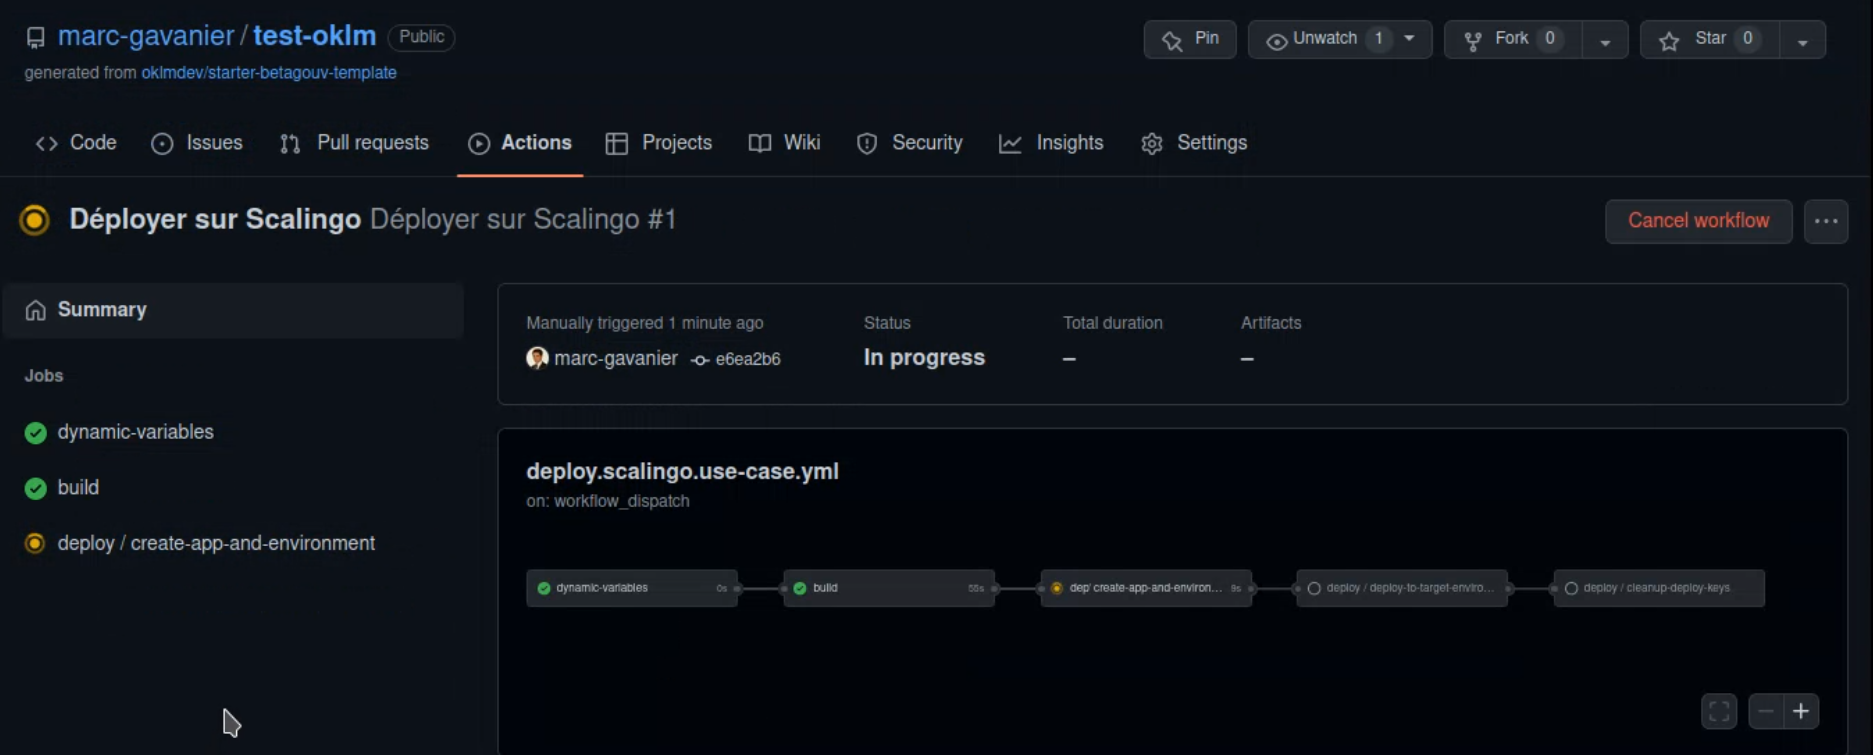 marc-gavanier / test-oklm Public
Pin Unwatch 1 Fork 0 Star 0
generated from oklmdev/starter-betagouv-template
Code Issues Pull requests Actions Projects Wiki Security Insights Settings
Déployer sur Scalingo Déployer sur Scalingo #1
Cancel workflow ...
Summary
Jobs
dynamic-variables
build
deploy / create-app-and-environment
Manually triggered 1 minute ago Status Total duration Artifacts
marc-gavanier e6ea2b6 In progress – –
deploy.scalingo.use-case.yml
on: workflow_dispatch
dynamic-variables 0s build 55s dep/ create-app-and-environ... 9s deploy / deploy-to-target-enviro... deploy / cleanup-deploy-keys